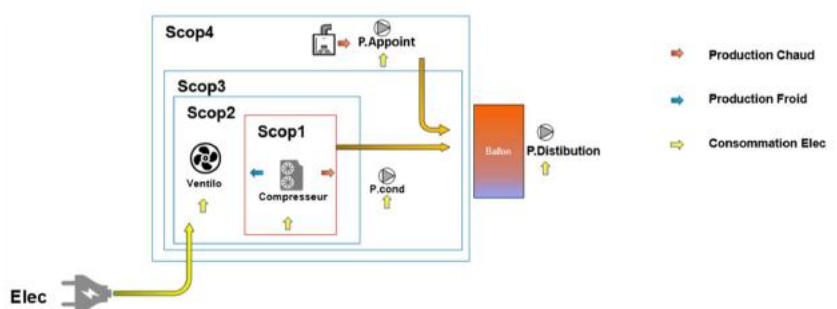 Scop4
P.Appoint
Scop3
Scop2
Scop1
Ventilo
Compresseur
P.cond
Ballon
P.Distibution
Elec
Production Chaud
Production Froid
Consommation Elec